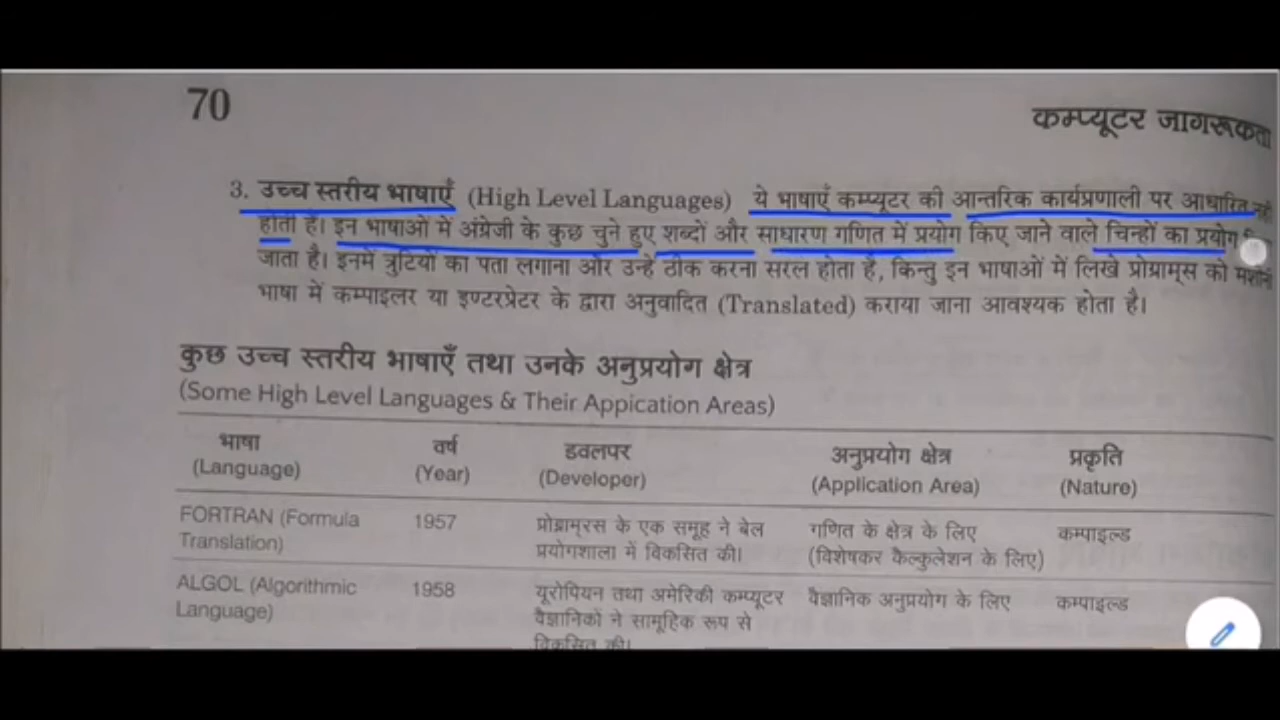 70
कम्प्यूटर जागरूकता
3. उच्च स्तरीय भाषाएँ (High Level Languages) ये भाषाएँ कम्प्यूटर की आन्तरिक कार्यप्रणाली पर आधारित नहीं
होती हैं। इन भाषाओं में अंग्रेजी के कुछ चुने हुए शब्दों और साधारण गणित में प्रयोग किए जाने वाले चिन्हों का प्रयोग
जाता है। इनमें त्रुटियों का पता लगाना और उन्हें ठीक करना सरल होता है, किन्तु इन भाषाओं में लिखे प्रोग्राम्स को मशीनी
भाषा में कम्पाइलर या इण्टरप्रेटर के द्वारा अनुवादित (Translated) कराया जाना आवश्यक होता है।
कुछ उच्च स्तरीय भाषाएँ तथा उनके अनुप्रयोग क्षेत्र
(Some High Level Languages & Their Appication Areas)
भाषा वर्ष डवलपर अनुप्रयोग क्षेत्र प्रकृति
(Language) (Year) (Developer) (Application Area) (Nature)
FORTRAN (Formula 1957 प्रोग्राम्रस के एक समूह ने बेल गणित के क्षेत्र के लिए कम्पाइल्ड
Translation) प्रयोगशाला में विकसित की। (विशेषकर कैल्कुलेशन के लिए)
ALGOL (Algorithmic 1958 यूरोपियन तथा अमेरिकी कम्प्यूटर वैज्ञानिक अनुप्रयोग के लिए कम्पाइल्ड
Language) वैज्ञानिकों ने सामूहिक रूप से
विकसित की।